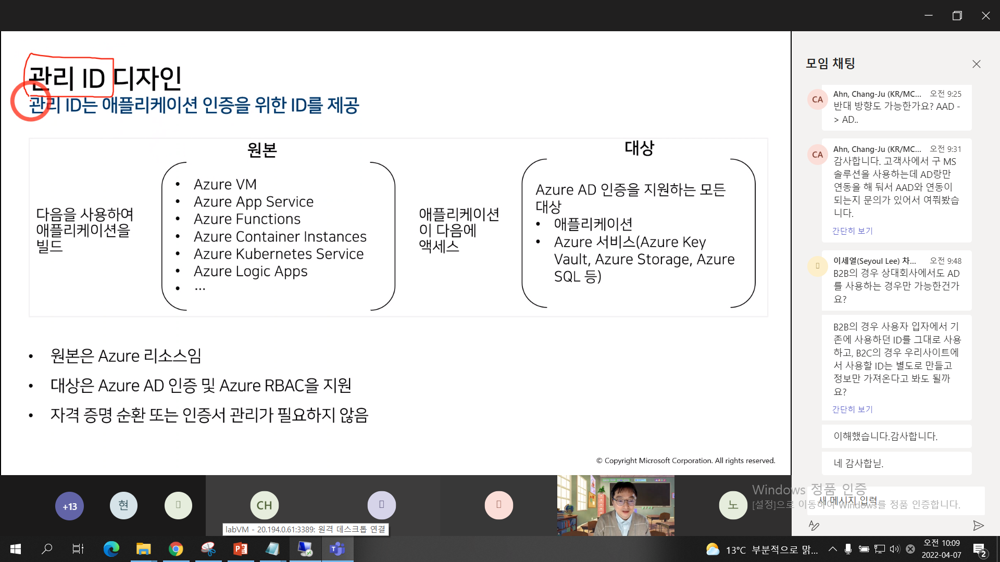 관리 ID 디자인
관리 ID는 애플리케이션 인증을 위한 ID를 제공
원본
대상
다음을 사용하여
애플리케이션을
빌드
• Azure VM
• Azure App Service
• Azure Functions
• Azure Container Instances
• Azure Kubernetes Service
• Azure Logic Apps
• ...
애플리케이션
이 다음에
액세스
Azure AD 인증을 지원하는 모든
대상
• 애플리케이션
• Azure 서비스(Azure Key
Vault, Azure Storage, Azure
SQL 등)
• 원본은 Azure 리소스임
• 대상은 Azure AD 인증 및 Azure RBAC을 지원
• 자격 증명 순환 또는 인증서 관리가 필요하지 않음
© Copyright Microsoft Corporation. All rights reserved.
모임 채팅
CA
Ahn, Chang-Ju (KR/MC... 오전 9:25
반대 방향도 가능한가요? AAD -
> AD..
CA
Ahn, Chang-Ju (KR/MC... 오전 9:31
감사합니다. 고객사에서 구 MS
솔루션을 사용하는데 AD랑만
연동을 해 둬서 AAD와 연동이
되는지 문의가 있어서 여쭤봤습
니다.
간단히 보기
이세열(Seyoul Lee) 차... 오전 9:48
B2B의 경우 상대회사에서도 AD
를 사용하는 경우만 가능한건가
요?
B2B의 경우 사용자 입자에서 기
존에 사용하던 ID를 그대로 사용
하고, B2C의 경우 우리사이트에
서 사용할 ID는 별도로 만들고
정보만 가져온다고 봐도 될까
요?
간단히 보기
이해했습니다.감사합니다.
네 감사합닏.
Windows 정품 인증
[설정]으로 이동하여 Windows를 정품 인증합니다.
새 메시지 입력
+13
현
CH
노
labVM - 20.194.0.61:3389: 원격 데스크톱 연결
13°C 부분적으로 맑...
오전 10:09
2022-04-07
2